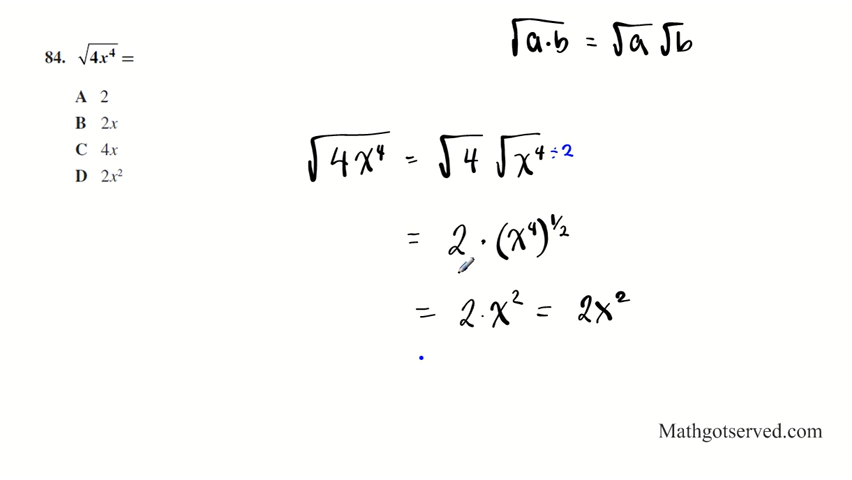 √a·b = √a √b
84. √4x⁴ =
A 2
B 2x
C 4x
D 2x²
√4x⁴ = √4 √x⁴ ÷2
= 2 · (x⁴)^1/2
= 2 · x² = 2x²
Mathgotserved.com